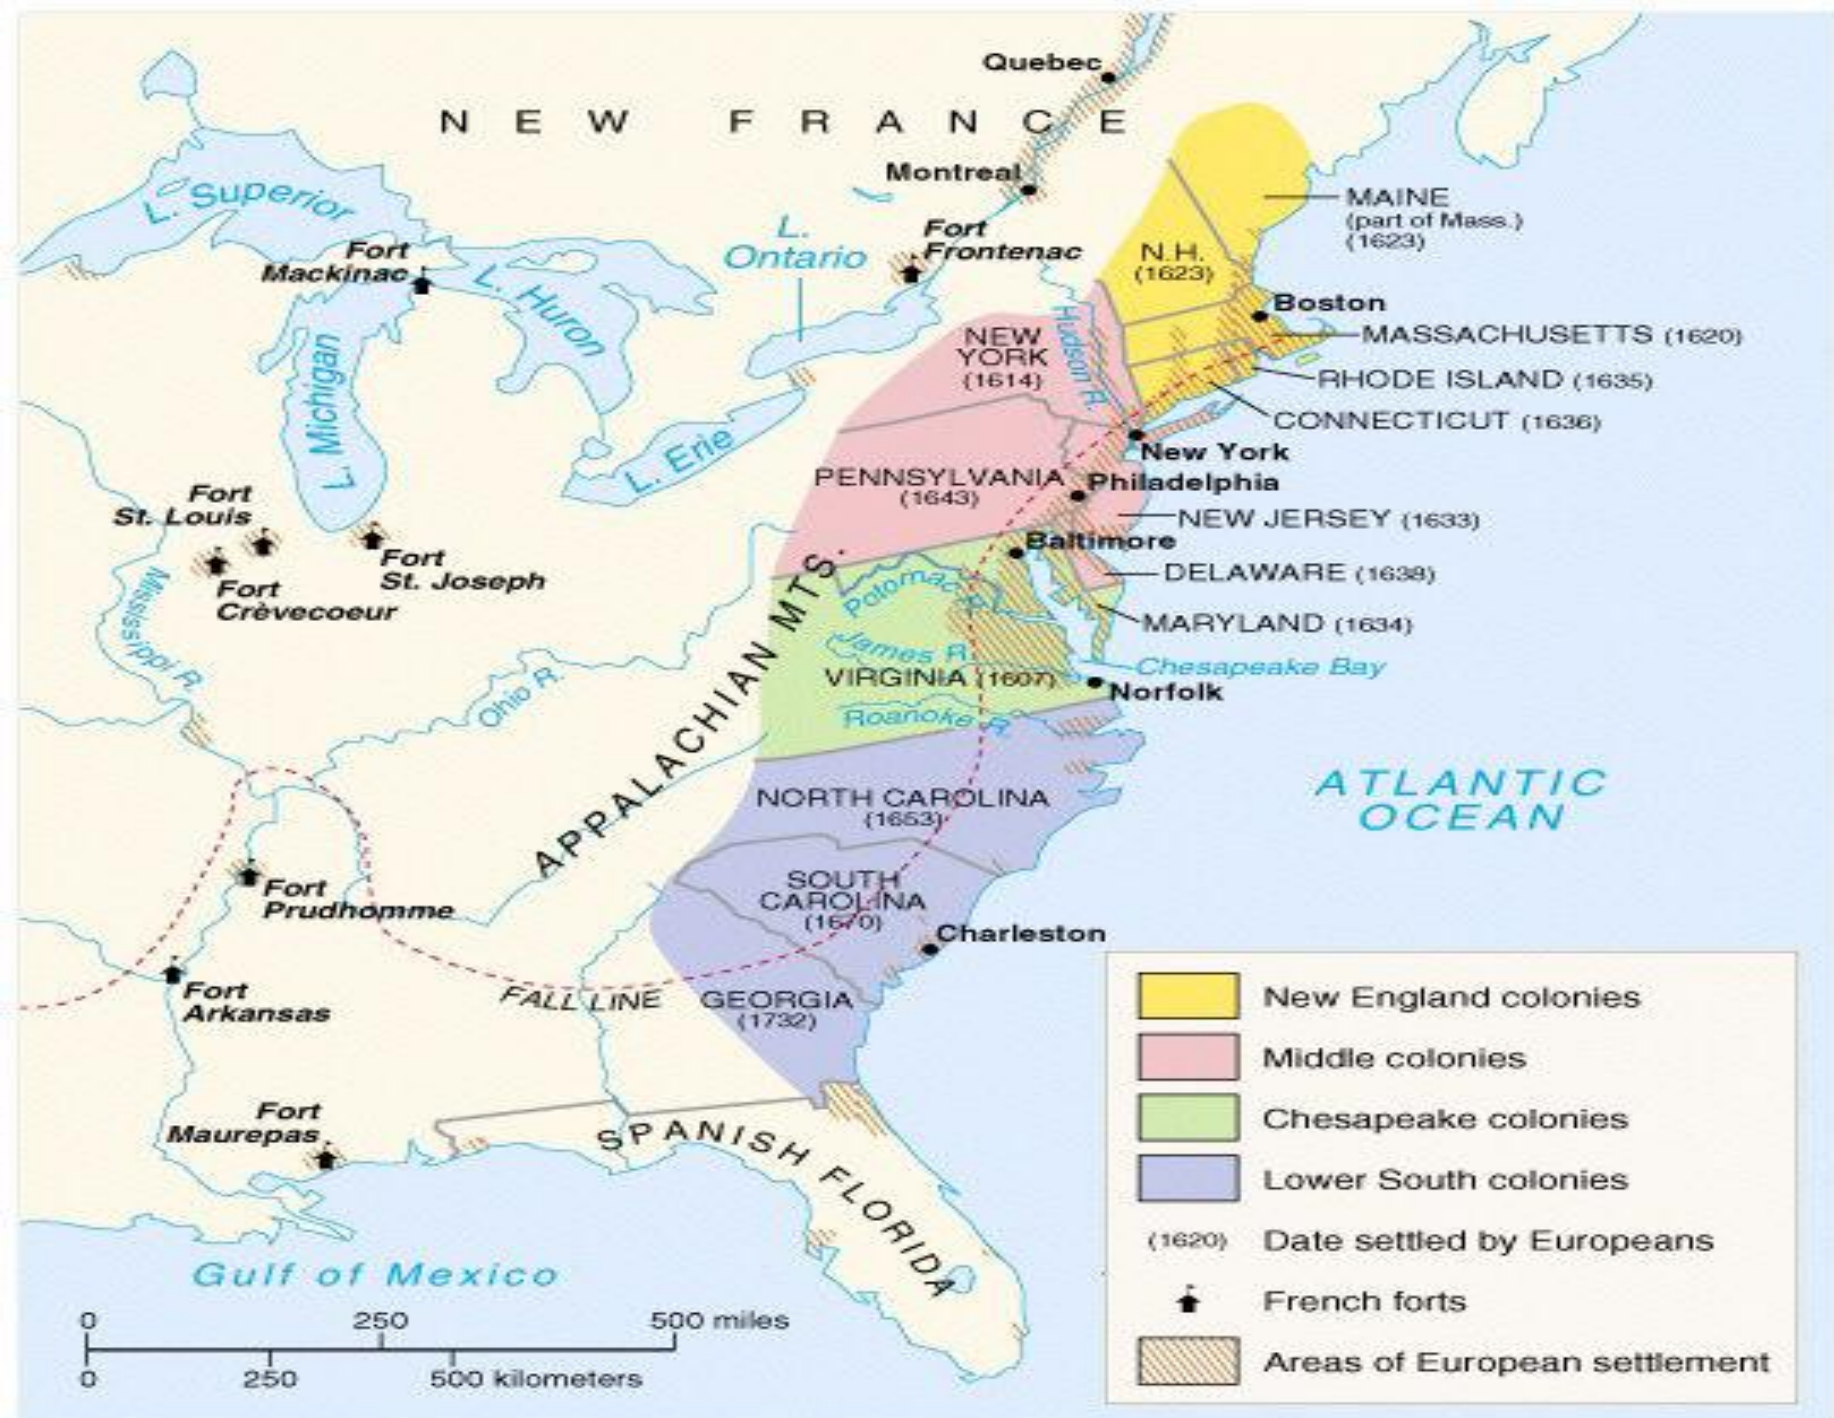 Quebec
NEW FRANCE
Montreal
L. Superior
L.
Ontario
Fort
Frontenac
Fort
Mackinac
L. Huron
L. Michigan
L. Erie
MAINE
(part of Mass.)
(1623)
N.H.
(1623)
Boston
MASSACHUSETTS (1620)
RHODE ISLAND (1635)
CONNECTICUT (1636)
NEW
YORK
(1614)
Hudson R.
New York
PENNSYLVANIA
(1643)
Philadelphia
NEW JERSEY (1633)
Baltimore
DELAWARE (1638)
MARYLAND (1634)
Chesapeake Bay
Potomac R.
James R.
VIRGINIA (1607)
Norfolk
Roanoke R.
Fort
St. Louis
Fort
St. Joseph
Fort
Crèvecoeur
Mississippi R.
Ohio R.
APPALACHIAN MTS.
ATLANTIC
OCEAN
NORTH CAROLINA
(1653)
SOUTH
CAROLINA
(1670)
Charleston
Fort
Prudhomme
Fort
Arkansas
FALL LINE
GEORGIA
(1732)
Fort
Maurepas
SPANISH FLORIDA
Gulf of Mexico
0 250 500 miles
0 250 500 kilometers
New England colonies
Middle colonies
Chesapeake colonies
Lower South colonies
(1620) Date settled by Europeans
French forts
Areas of European settlement